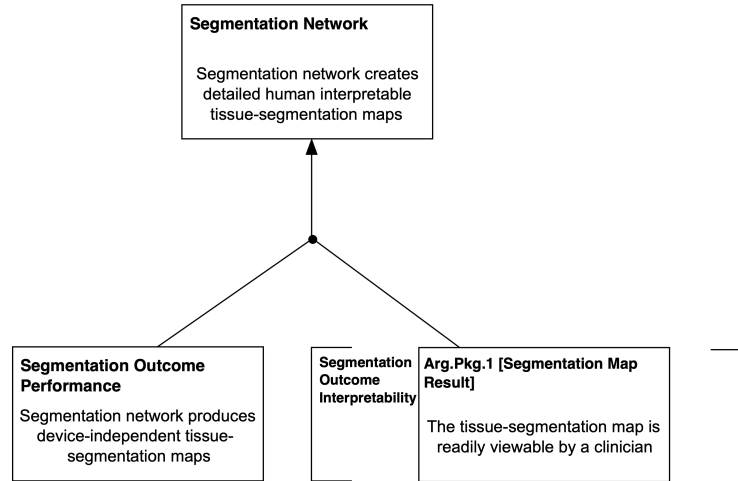 Segmentation Network
Segmentation network creates
detailed human interpretable
tissue-segmentation maps
Segmentation Outcome
Performance
Segmentation network produces
device-independent tissue-
segmentation maps
Segmentation
Outcome
Interpretability
Arg.Pkg.1 [Segmentation Map
Result]
The tissue-segmentation map is
readily viewable by a clinician